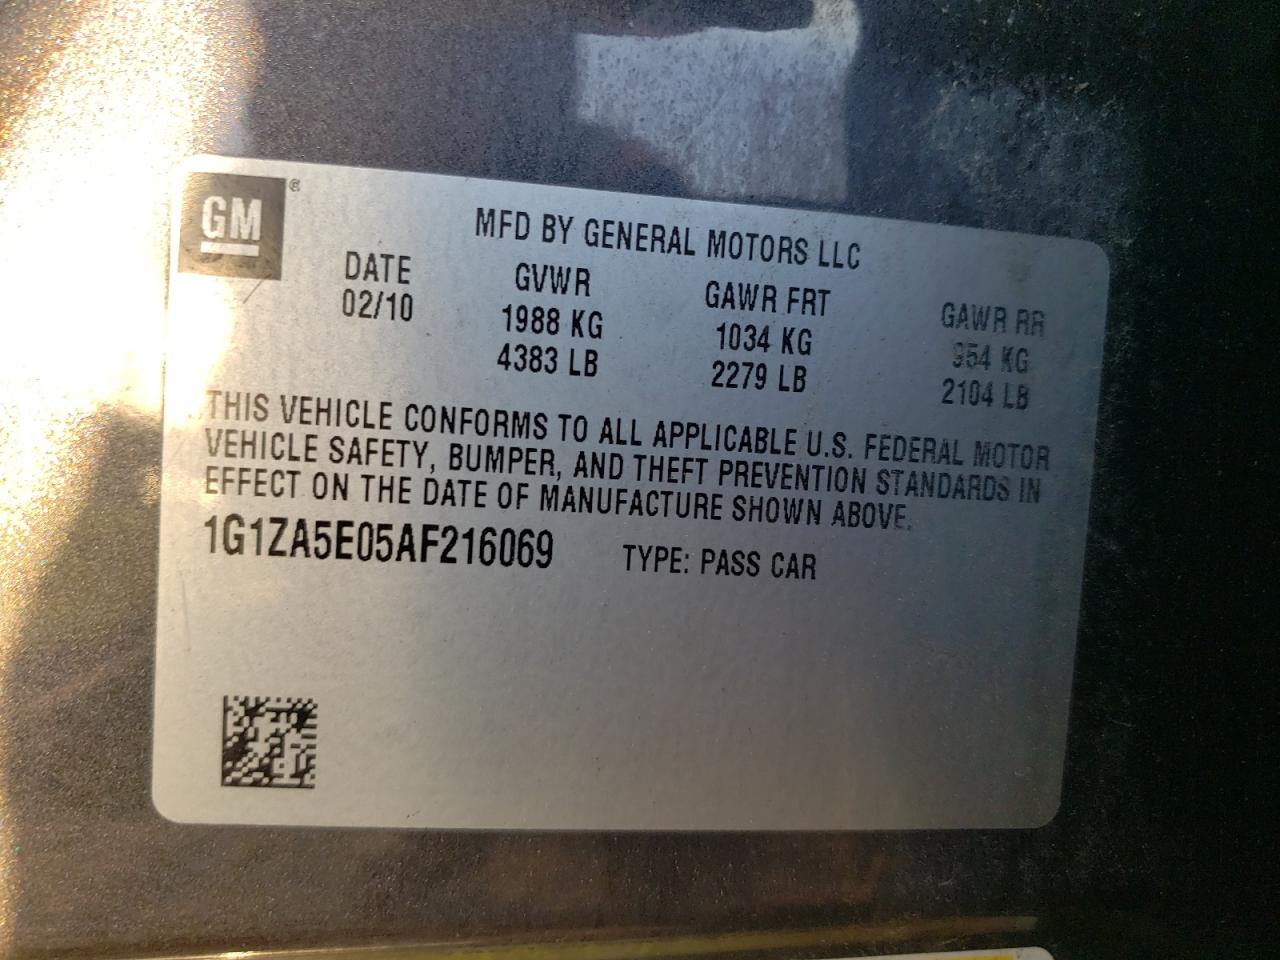 GM ®
MFD BY GENERAL MOTORS LLC
DATE GVWR GAWR FRT GAWR RR
02/10 1988 KG 1034 KG 954 KG
4383 LB 2279 LB 2104 LB
THIS VEHICLE CONFORMS TO ALL APPLICABLE U.S. FEDERAL MOTOR
VEHICLE SAFETY, BUMPER, AND THEFT PREVENTION STANDARDS IN
EFFECT ON THE DATE OF MANUFACTURE SHOWN ABOVE.
1G1ZA5E05AF216069 TYPE: PASS CAR